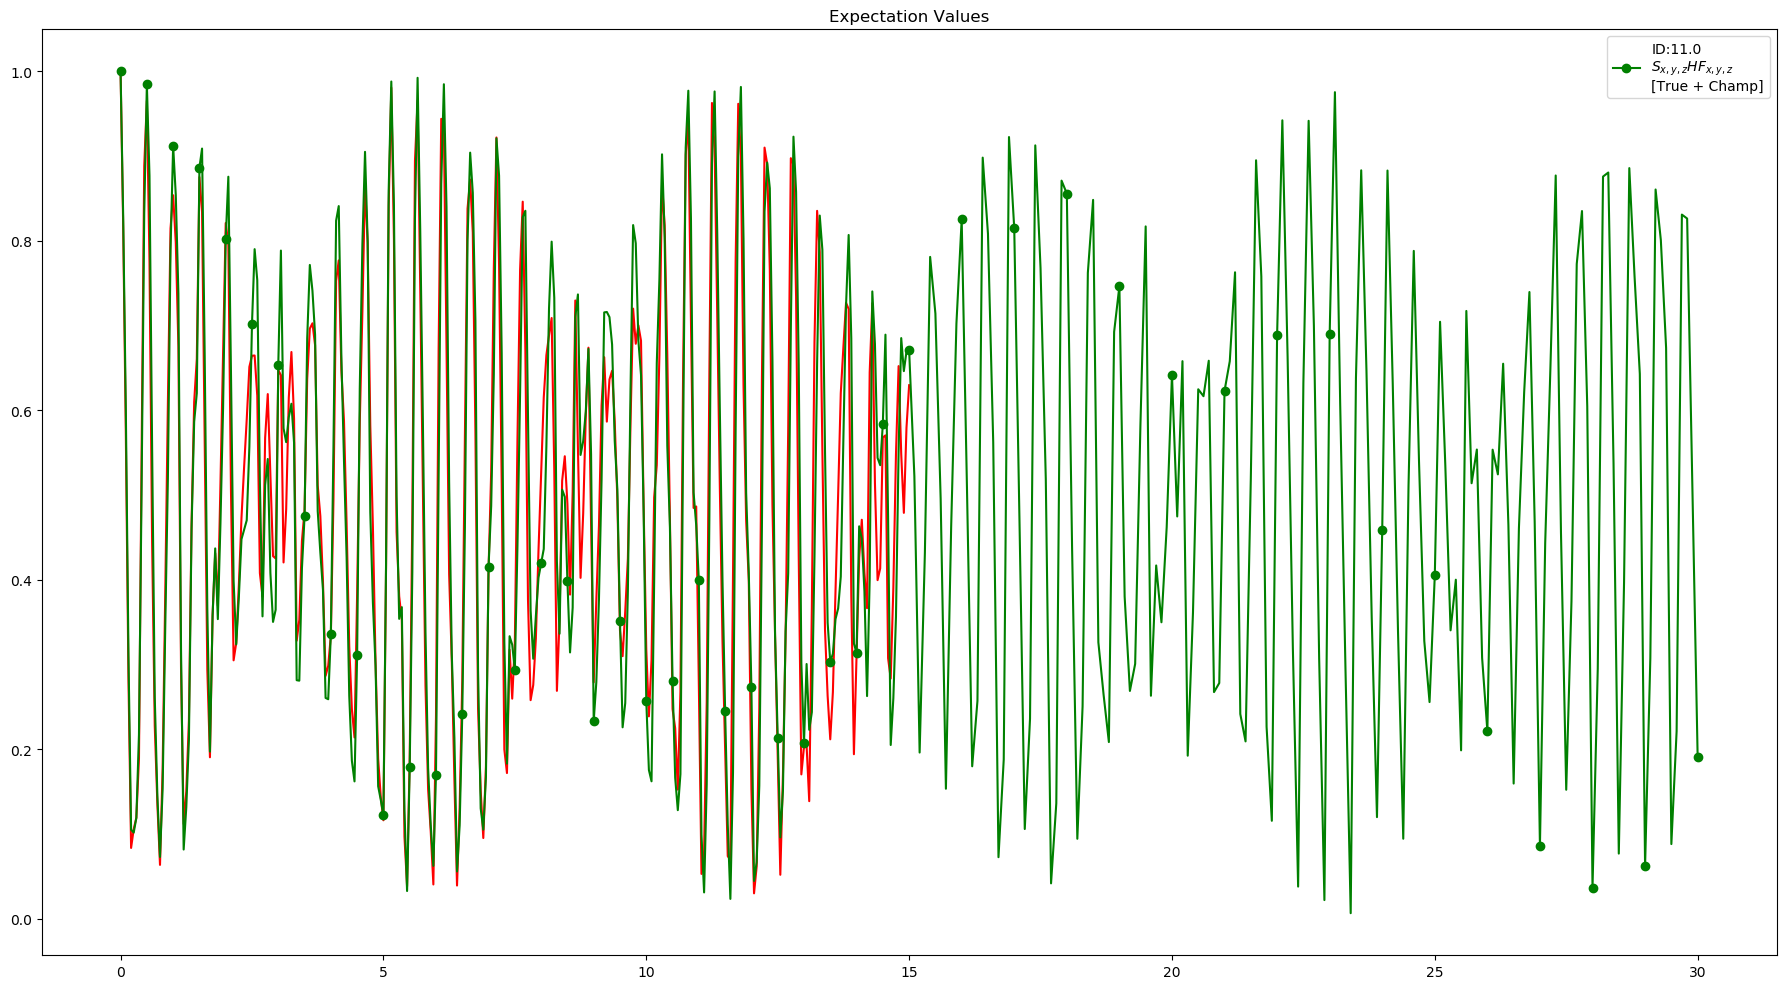 Expectation Values
ID:11.0
S_{x,y,z}HF_{x,y,z}
[True + Champ]
1.0
0.8
0.6
0.4
0.2
0.0
0 5 10 15 20 25 30